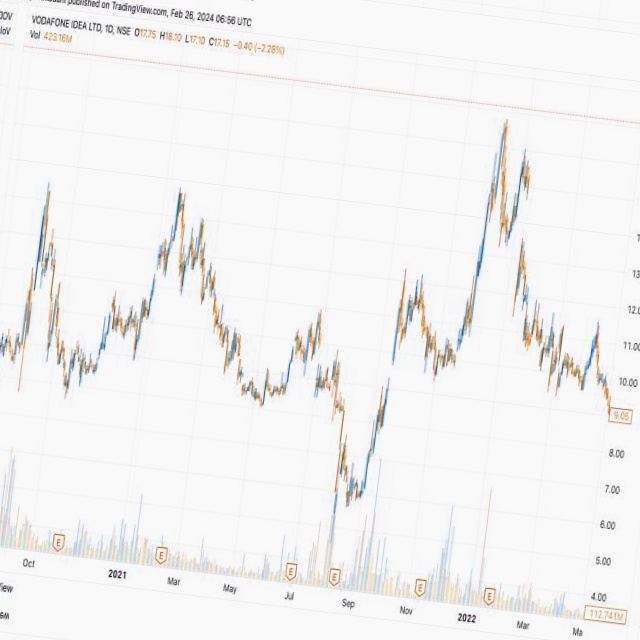 published on TradingView.com, Feb 26, 2024 06:56 UTC
VODAFONE IDEA LTD, 1D, NSE O17.75 H18.10 L17.10 C17.15 −0.40 (−2.28%)
Vol 423.16M
12.0
11.00
10.00
9.05
8.00
7.00
6.00
5.00
4.00
112.741M
E E E E E E
Oct 2021 Mar May Jul Sep Nov 2022 Mar Ma